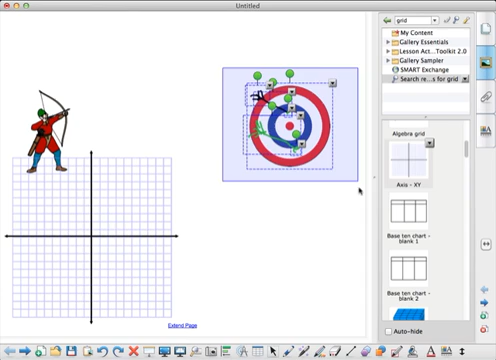 Untitled
grid
My Content
Gallery Essentials
Lesson Act...Toolkit 2.0
Gallery Sampler
SMART Exchange
Search re...s for grid
Algebra grid
Axis - XY
Base ten chart - blank 1
Base ten chart - blank 2
Auto-hide
Extend Page